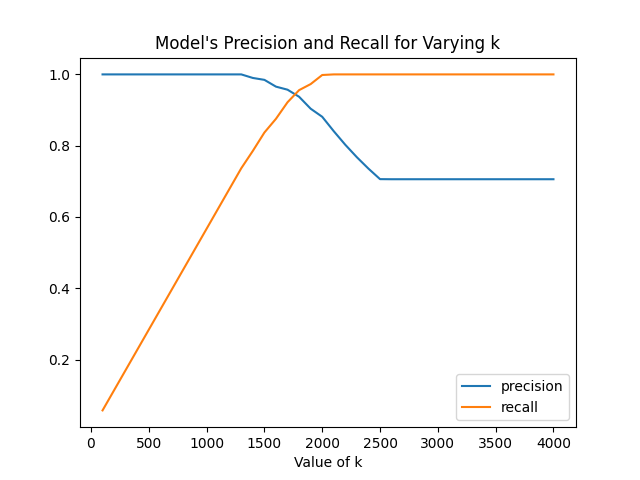 Model's Precision and Recall for Varying k
1.0
0.8
0.6
0.4
0.2
precision
recall
0 500 1000 1500 2000 2500 3000 3500 4000
Value of k